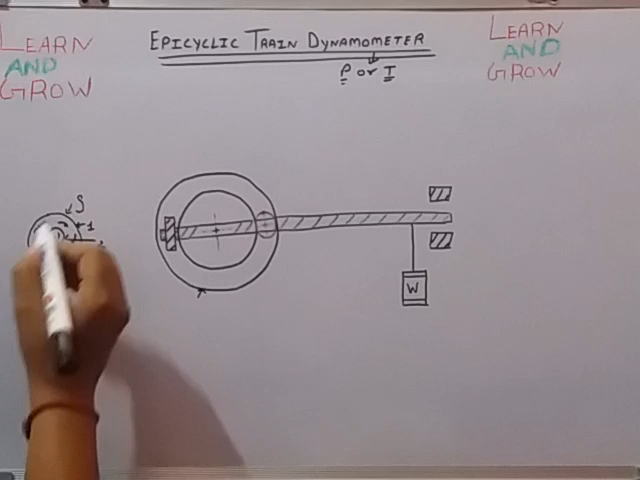 LEARN
AND
GROW
EPICYCLIC TRAIN DYNAMOMETER
P or T
LEARN
AND
GROW
S
1
W